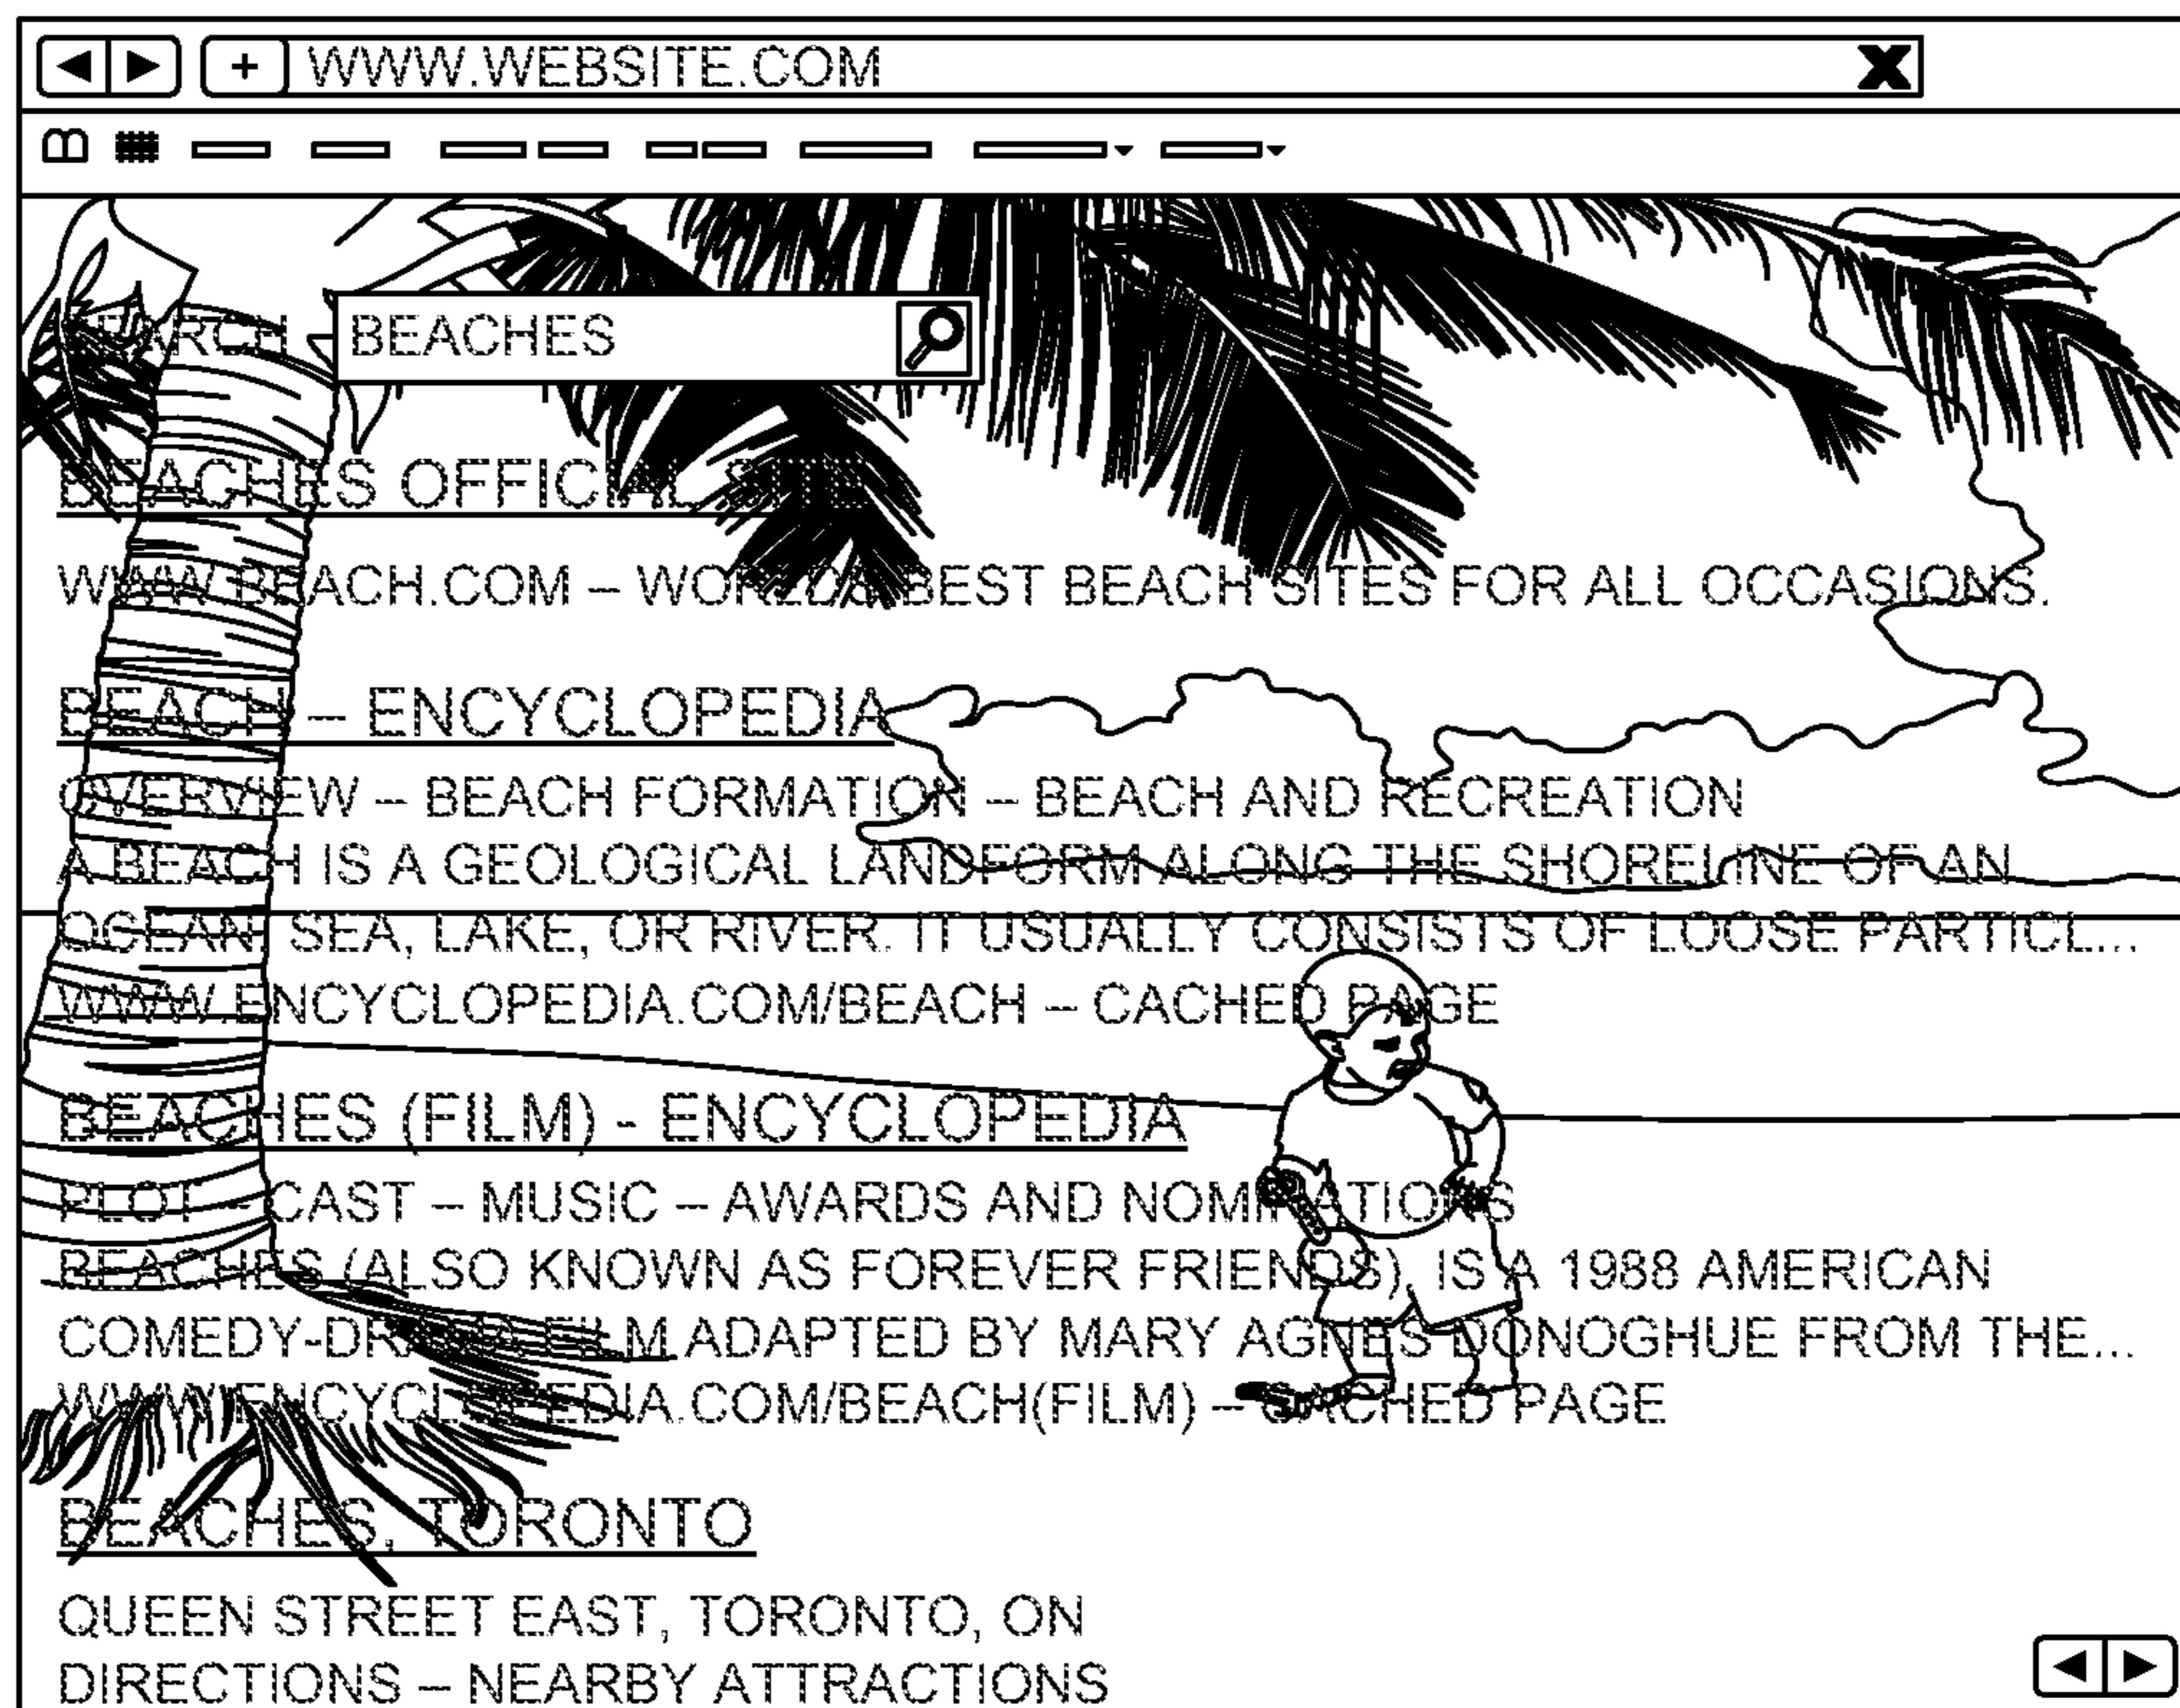 WWW.WEBSITE.COM
SEARCH BEACHES
BEACHES OFFICIAL SITE
WWW.BEACH.COM – WORLD'S BEST BEACH SITES FOR ALL OCCASIONS.
BEACH – ENCYCLOPEDIA
OVERVIEW – BEACH FORMATION – BEACH AND RECREATION
A BEACH IS A GEOLOGICAL LANDFORM ALONG THE SHORELINE OF AN
OCEAN, SEA, LAKE, OR RIVER. IT USUALLY CONSISTS OF LOOSE PARTICL...
WWW.ENCYCLOPEDIA.COM/BEACH – CACHED PAGE
BEACHES (FILM) - ENCYCLOPEDIA
PLOT – CAST – MUSIC – AWARDS AND NOMINATIONS
BEACHES (ALSO KNOWN AS FOREVER FRIENDS), IS A 1988 AMERICAN
COMEDY-DRAMA FILM ADAPTED BY MARY AGNES DONOGHUE FROM THE...
WWW.ENCYCLOPEDIA.COM/BEACH(FILM) – CACHED PAGE
BEACHES, TORONTO
QUEEN STREET EAST, TORONTO, ON
DIRECTIONS – NEARBY ATTRACTIONS